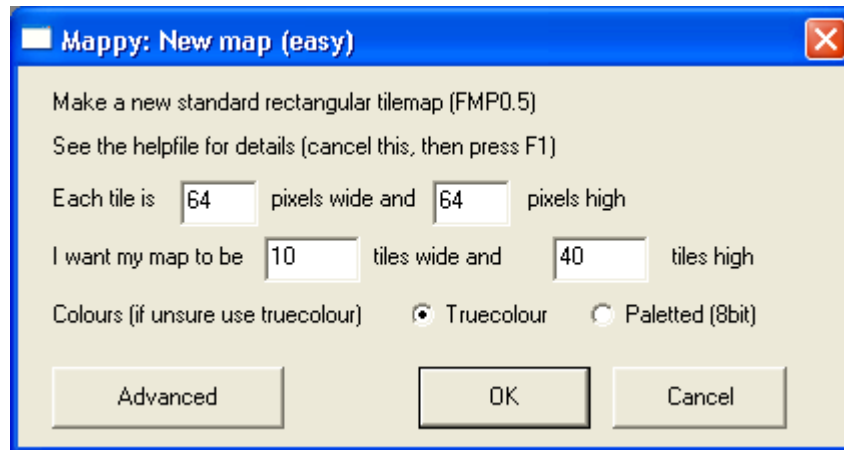 Mappy: New map (easy)
Make a new standard rectangular tilemap (FMP0.5)
See the helpfile for details (cancel this, then press F1)
Each tile is 64 pixels wide and 64 pixels high
I want my map to be 10 tiles wide and 40 tiles high
Colours (if unsure use truecolour) Truecolour Paletted (8bit)
Advanced OK Cancel